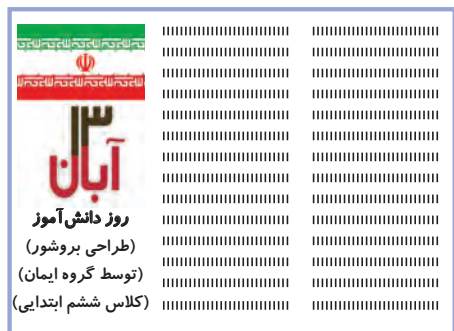 ۱۳
آبان
روز دانش‌آموز
(طراحی بروشور)
(توسط گروه ایمان)
(کلاس ششم ابتدایی)